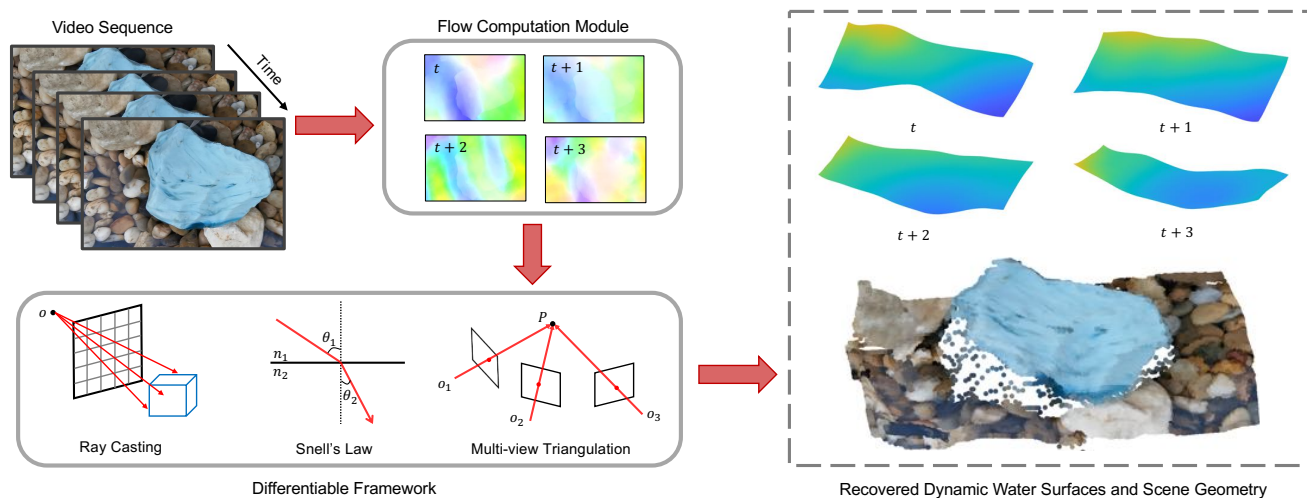 Video Sequence
Time
Flow Computation Module
t
t + 1
t + 2
t + 3
o
n₁
n₂
θ₁
θ₂
P
o₁
o₂
o₃
Ray Casting
Snell's Law
Multi-view Triangulation
Differentiable Framework
t
t + 1
t + 2
t + 3
Recovered Dynamic Water Surfaces and Scene Geometry